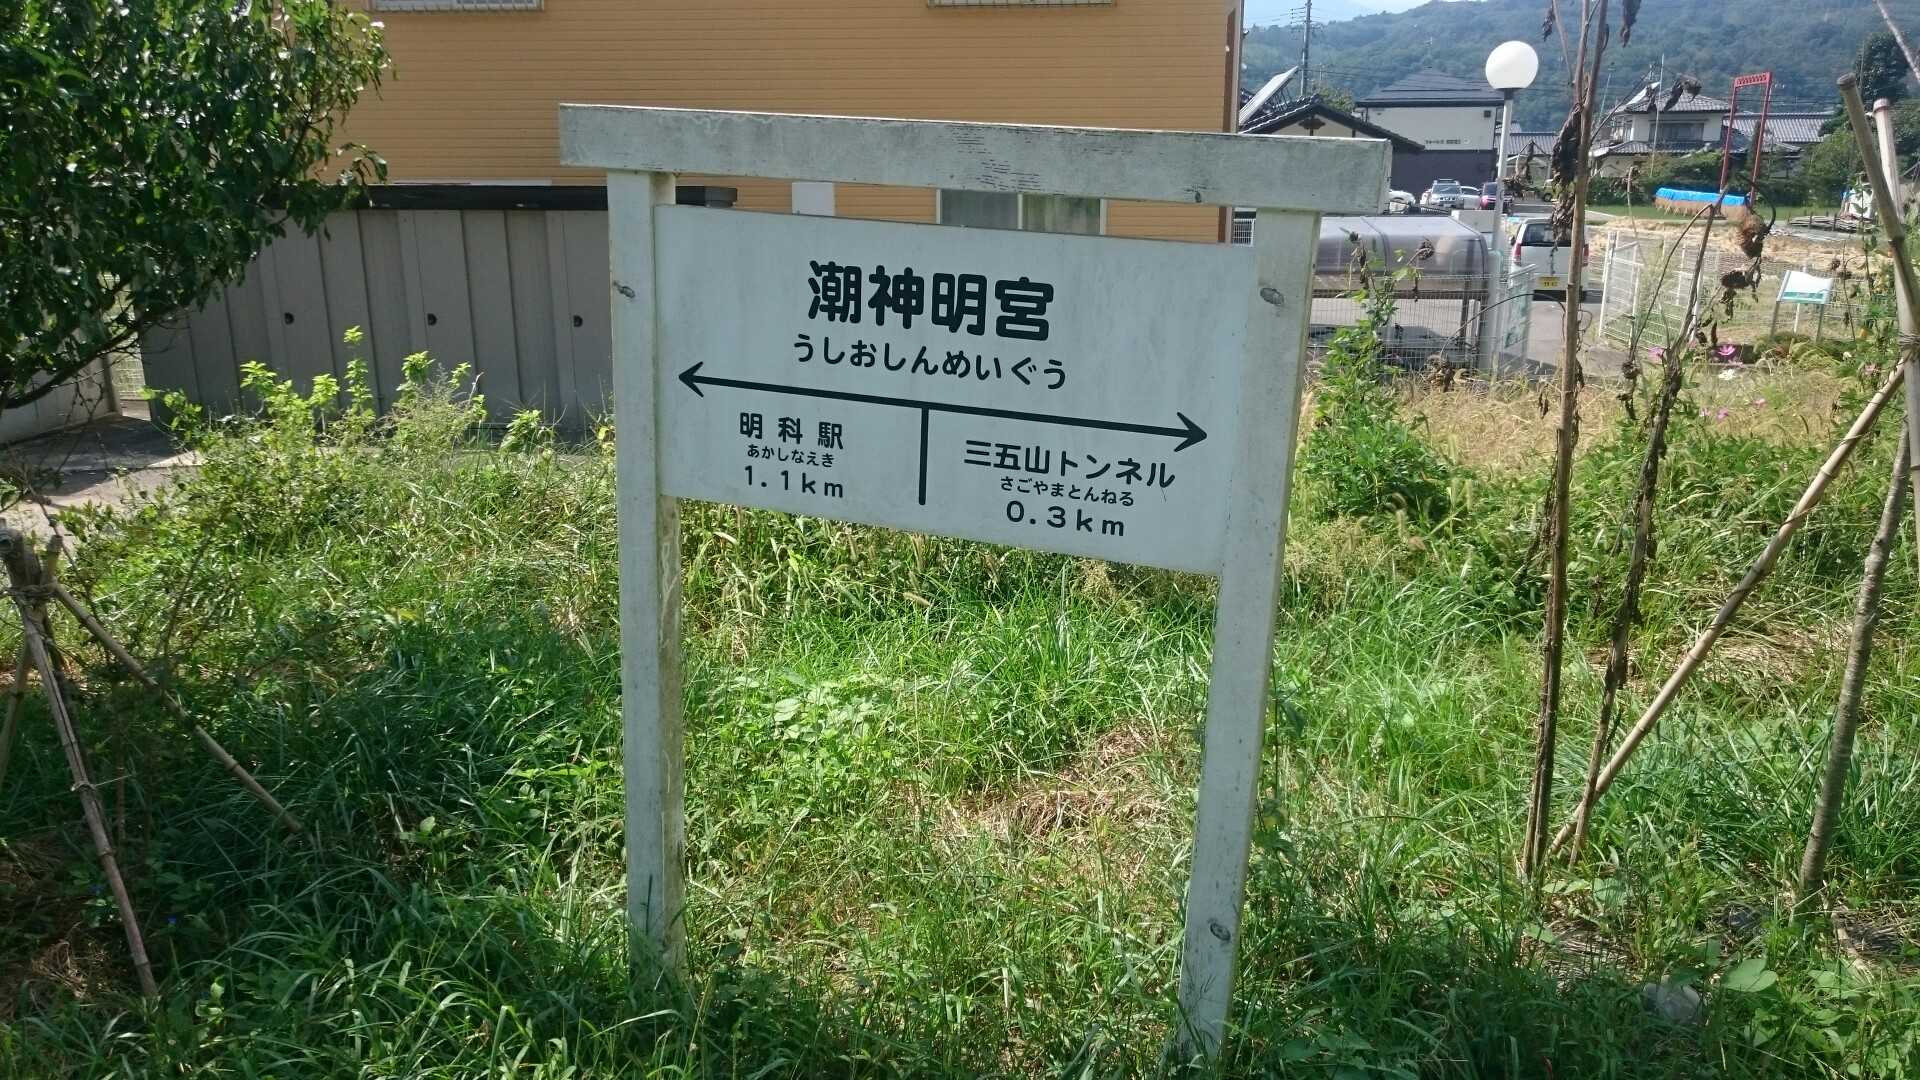 潮神明宮
うしおしんめいぐう
明科駅
あかしなえき
1.1km
三五山トンネル
さごやまとんねる
0.3km